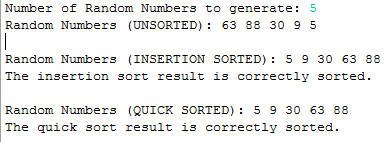 Number of Random Numbers to generate: 5
Random Numbers (UNSORTED): 63 88 30 9 5
Random Numbers (INSERTION SORTED): 5 9 30 63 88
The insertion sort result is correctly sorted.
Random Numbers (QUICK SORTED): 5 9 30 63 88
The quick sort result is correctly sorted.